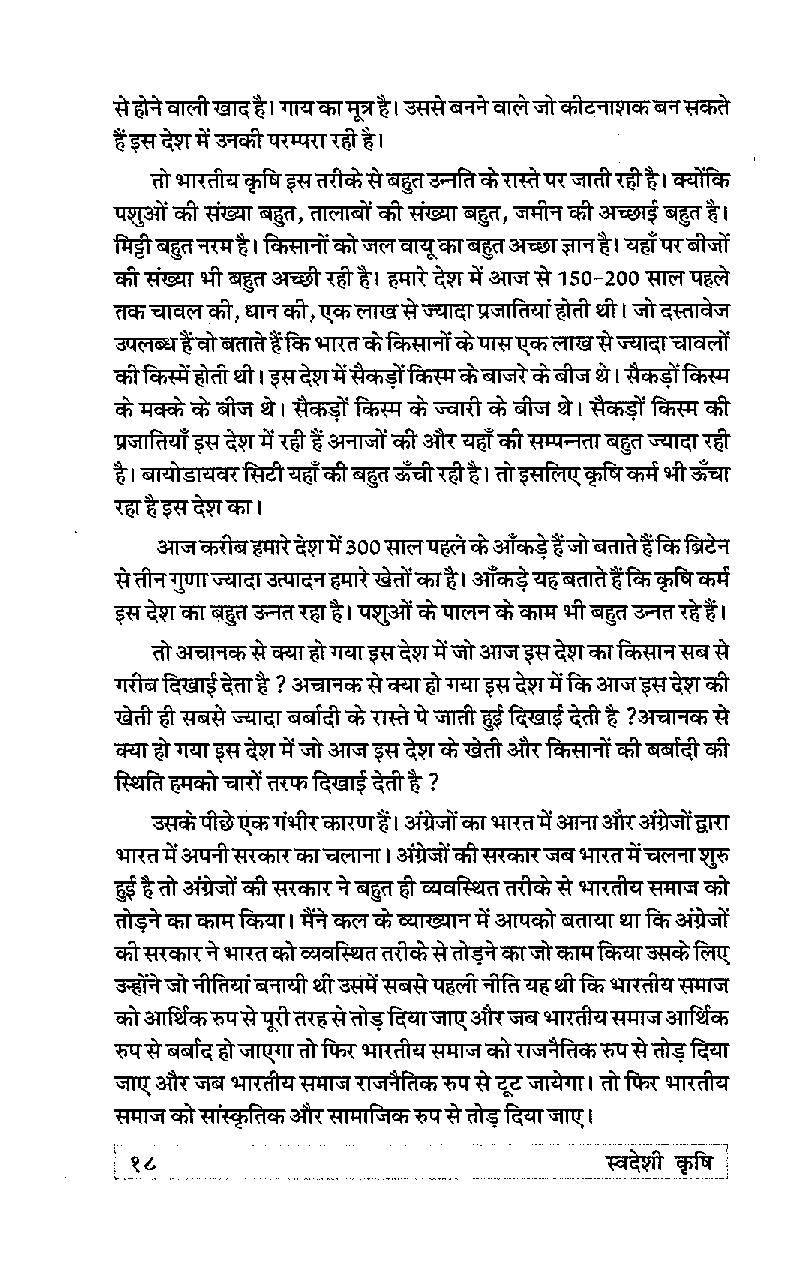 से होने वाली खाद है। गाय का मूत्र है। उससे बनने वाले जो कीटनाशक बन सकते
हैं इस देश में उनकी परम्परा रही है।
तो भारतीय कृषि इस तरीके से बहुत उन्नति के रास्ते पर जाती रही है। क्योंकि
पशुओं की संख्या बहुत, तालाबों की संख्या बहुत, जमीन की अच्छाई बहुत है।
मिट्टी बहुत नरम है। किसानों को जल वायू का बहुत अच्छा ज्ञान है। यहाँ पर बीजों
की संख्या भी बहुत अच्छी रही है। हमारे देश में आज से 150-200 साल पहले
तक चावल की, धान की, एक लाख से ज्यादा प्रजातियां होती थी। जो दस्तावेज
उपलब्ध हैं वो बताते हैं कि भारत के किसानों के पास एक लाख से ज्यादा चावलों
की किस्में होती थी। इस देश में सैकड़ों किस्म के बाजरे के बीज थे। सैकड़ों किस्म
के मक्के के बीज थे। सैकड़ों किस्म के ज्वारी के बीज थे। सैकड़ों किस्म की
प्रजातियाँ इस देश में रही हैं अनाजों की और यहाँ की सम्पन्नता बहुत ज्यादा रही
है। बायोडायवर सिटी यहाँ की बहुत ऊँची रही है। तो इसलिए कृषि कर्म भी ऊँचा
रहा है इस देश का।
आज करीब हमारे देश में 300 साल पहले के आँकड़े हैं जो बताते हैं कि ब्रिटेन
से तीन गुणा ज्यादा उत्पादन हमारे खेतों का है। आँकड़े यह बताते हैं कि कृषि कर्म
इस देश का बहुत उन्नत रहा है। पशुओं के पालन के काम भी बहुत उन्नत रहे हैं।
तो अचानक से क्या हो गया इस देश में जो आज इस देश का किसान सब से
गरीब दिखाई देता है ? अचानक से क्या हो गया इस देश में कि आज इस देश की
खेती ही सबसे ज्यादा बर्बादी के रास्ते पे जाती हुई दिखाई देती है ?अचानक से
क्या हो गया इस देश में जो आज इस देश के खेती और किसानों की बर्बादी की
स्थिति हमको चारों तरफ दिखाई देती है ?
उसके पीछे एक गंभीर कारण हैं। अंग्रेजों का भारत में आना और अंग्रेजों द्वारा
भारत में अपनी सरकार का चलाना। अंग्रेजों की सरकार जब भारत में चलना शुरु
हुई है तो अंग्रेजों की सरकार ने बहुत ही व्यवस्थित तरीके से भारतीय समाज को
तोड़ने का काम किया। मैंने कल के व्याख्यान में आपको बताया था कि अंग्रेजों
की सरकार ने भारत को व्यवस्थित तरीके से तोड़ने का जो काम किया उसके लिए
उन्होंने जो नीतियां बनायी थी उसमें सबसे पहली नीति यह थी कि भारतीय समाज
को आर्थिक रुप से पूरी तरह से तोड़ दिया जाए और जब भारतीय समाज आर्थिक
रुप से बर्बाद हो जाएगा तो फिर भारतीय समाज को राजनैतिक रुप से तोड़ दिया
जाए और जब भारतीय समाज राजनैतिक रुप से टूट जायेगा। तो फिर भारतीय
समाज को सांस्कृतिक और सामाजिक रुप से तोड़ दिया जाए।
१८ स्वदेशी कृषि